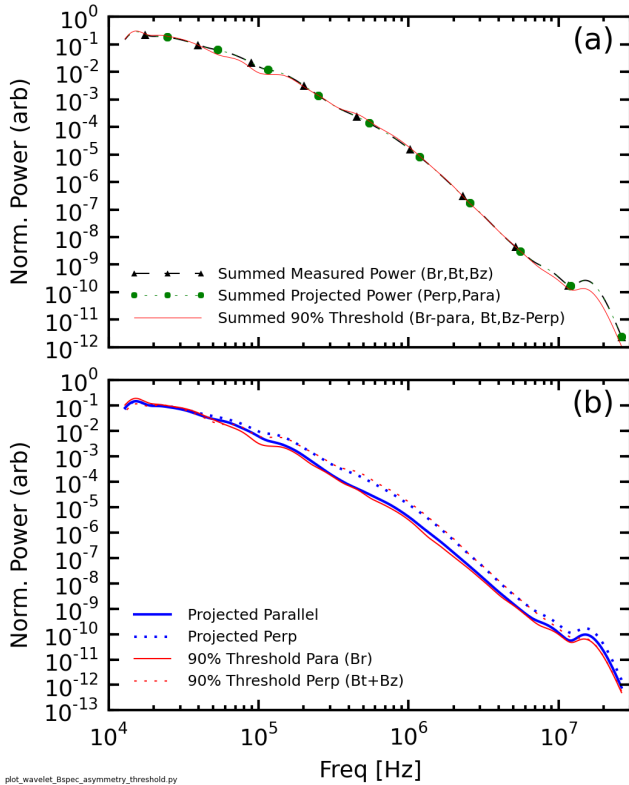 10^0
10^-1
10^-2
10^-3
10^-4
10^-5
10^-6
10^-7
10^-8
10^-9
10^-10
10^-11
10^-12
Norm. Power (arb)
(a)
Summed Measured Power (Br,Bt,Bz)
Summed Projected Power (Perp,Para)
Summed 90% Threshold (Br-para, Bt,Bz-Perp)
10^0
10^-1
10^-2
10^-3
10^-4
10^-5
10^-6
10^-7
10^-8
10^-9
10^-10
10^-11
10^-12
10^-13
Norm. Power (arb)
(b)
Projected Parallel
Projected Perp
90% Threshold Para (Br)
90% Threshold Perp (Bt+Bz)
10^4
10^5
10^6
10^7
Freq [Hz]
plot_wavelet_Bspec_asymmetry_threshold.py